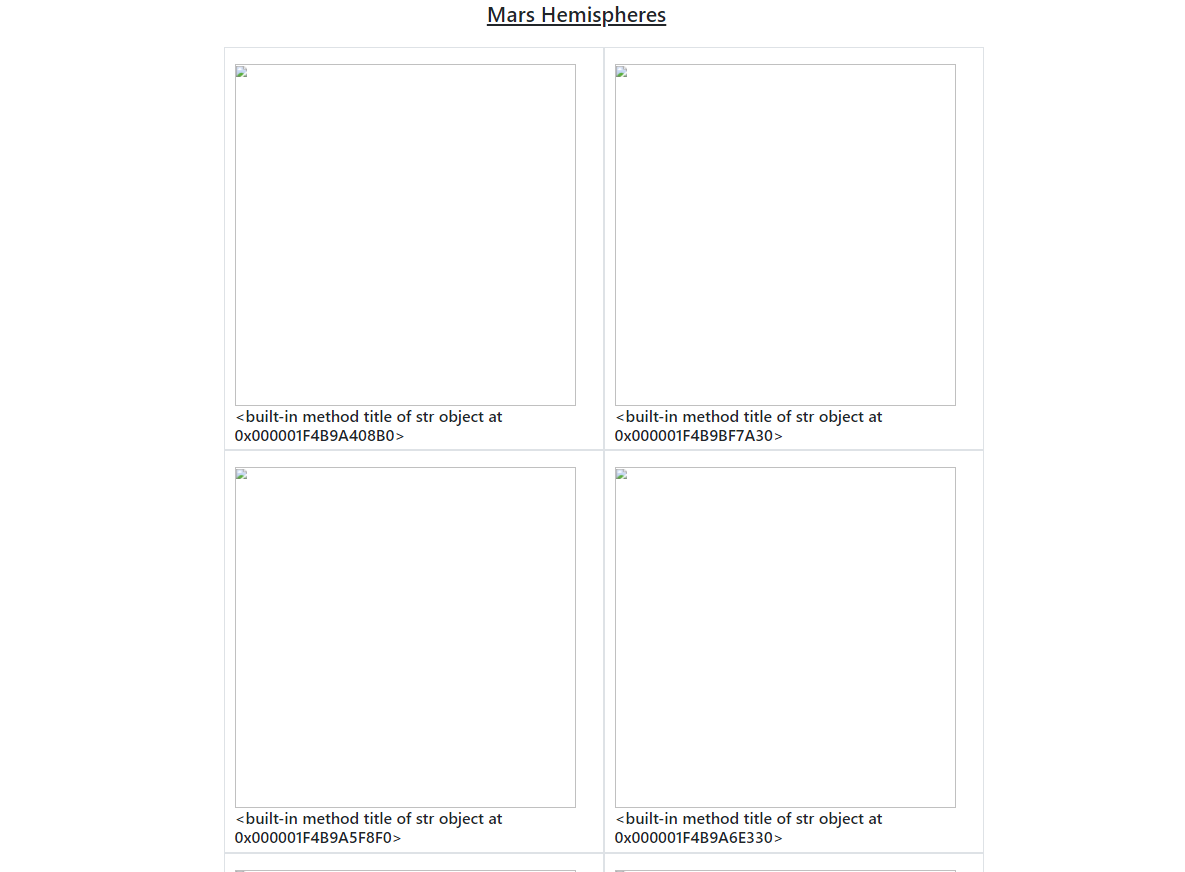 Mars Hemispheres
<built-in method title of str object at
0x000001F4B9A408B0>
<built-in method title of str object at
0x000001F4B9BF7A30>
<built-in method title of str object at
0x000001F4B9A5F8F0>
<built-in method title of str object at
0x000001F4B9A6E330>